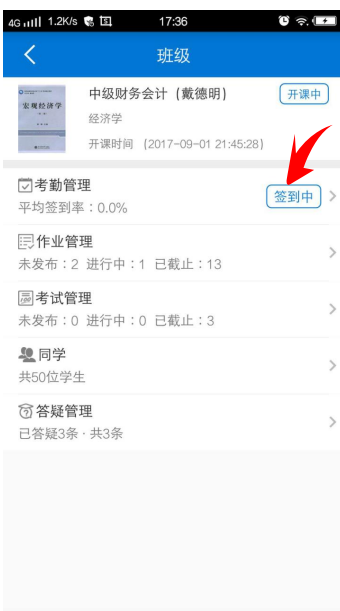 4G 1.2K/s 17:36
班级
宏观经济学
中级财务会计（戴德明） 开课中
经济学
开课时间 (2017-09-01 21:45:28)
考勤管理
平均签到率：0.0% 签到中
作业管理
未发布：2 进行中：1 已截止：13
考试管理
未发布：0 进行中：0 已截止：3
同学
共50位学生
答疑管理
已答疑3条 · 共3条